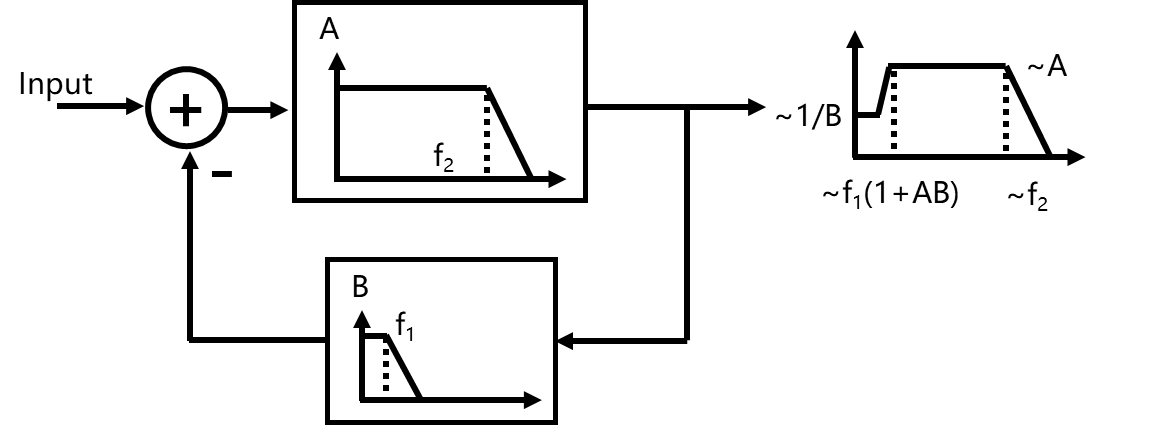 Input
+
−
A
f₂
B
f₁
~A
~1/B
~f₁(1+AB)
~f₂